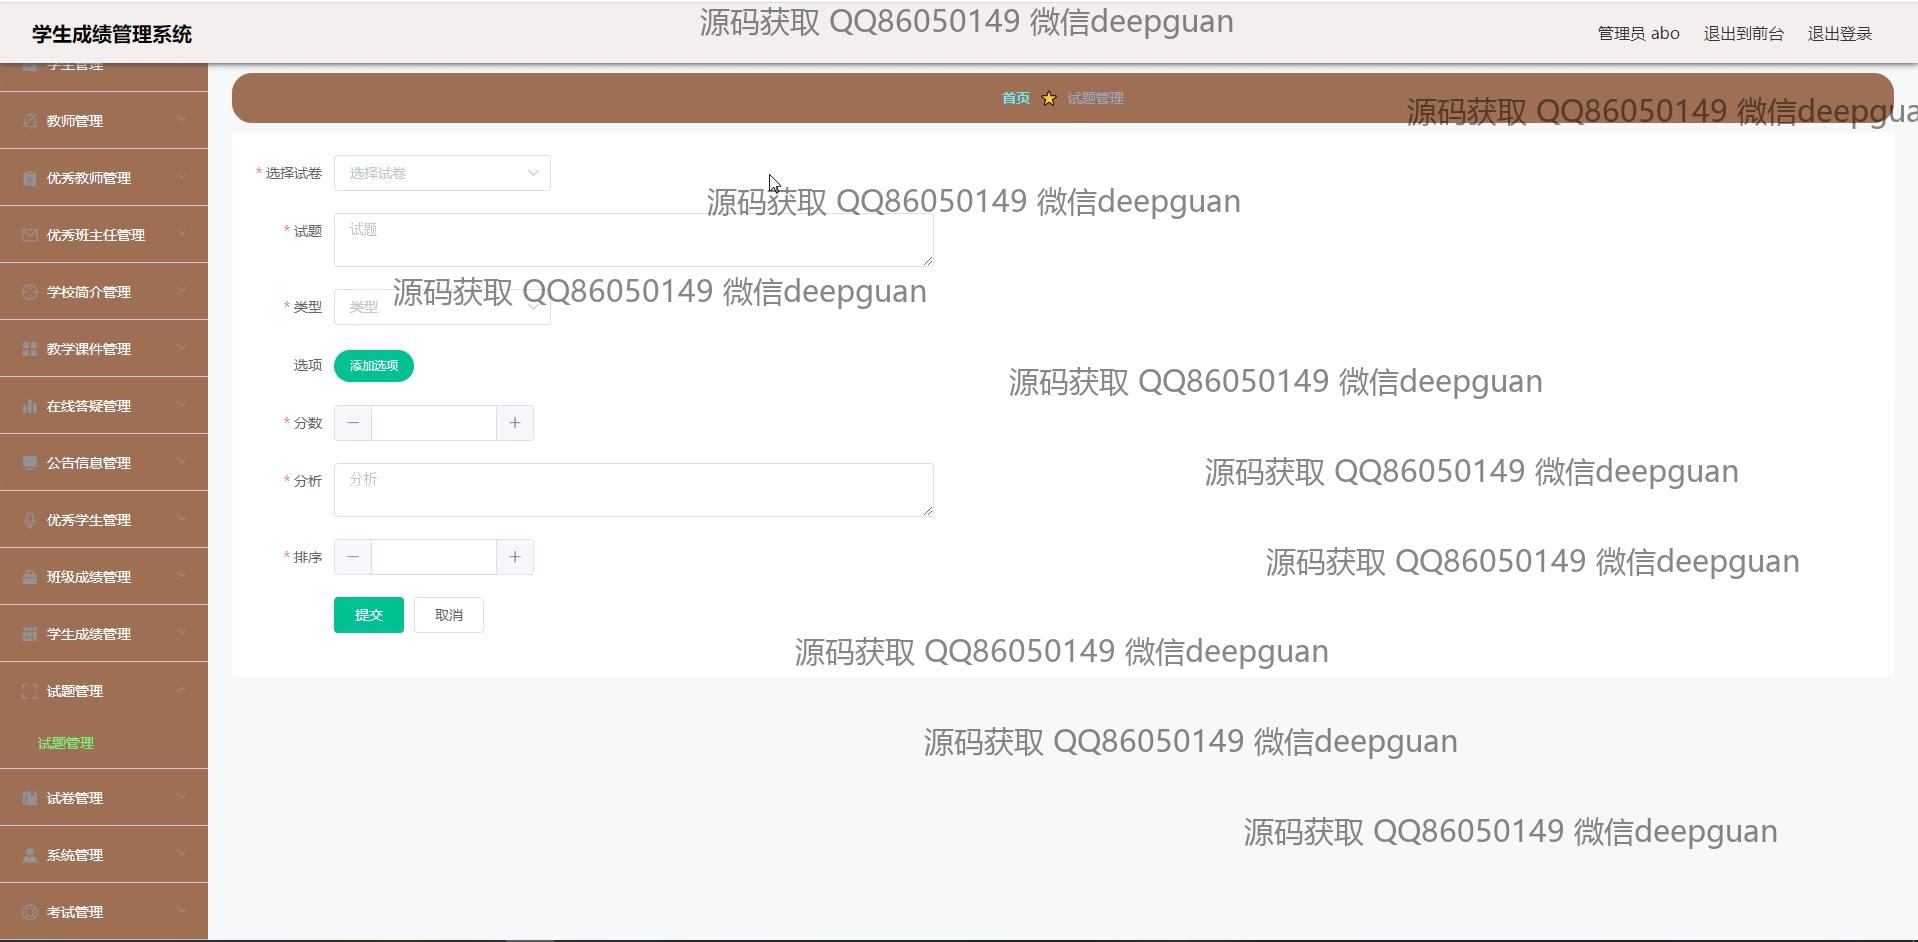 学生成绩管理系统
源码获取 QQ86050149 微信deepguan
管理员 abo
退出到前台
退出登录
学生管理
教师管理
优秀教师管理
优秀班主任管理
学校简介管理
教学课件管理
在线答疑管理
公告信息管理
优秀学生管理
班级成绩管理
学生成绩管理
试题管理
试题管理
试卷管理
系统管理
考试管理
首页 试题管理
源码获取 QQ86050149 微信deepgua
* 选择试卷 选择试卷
源码获取 QQ86050149 微信deepguan
* 试题 试题
源码获取 QQ86050149 微信deepguan
* 类型 类型
选项 添加选项
源码获取 QQ86050149 微信deepguan
* 分数
源码获取 QQ86050149 微信deepguan
* 分析 分析
* 排序
源码获取 QQ86050149 微信deepguan
提交 取消
源码获取 QQ86050149 微信deepguan
源码获取 QQ86050149 微信deepguan
源码获取 QQ86050149 微信deepguan